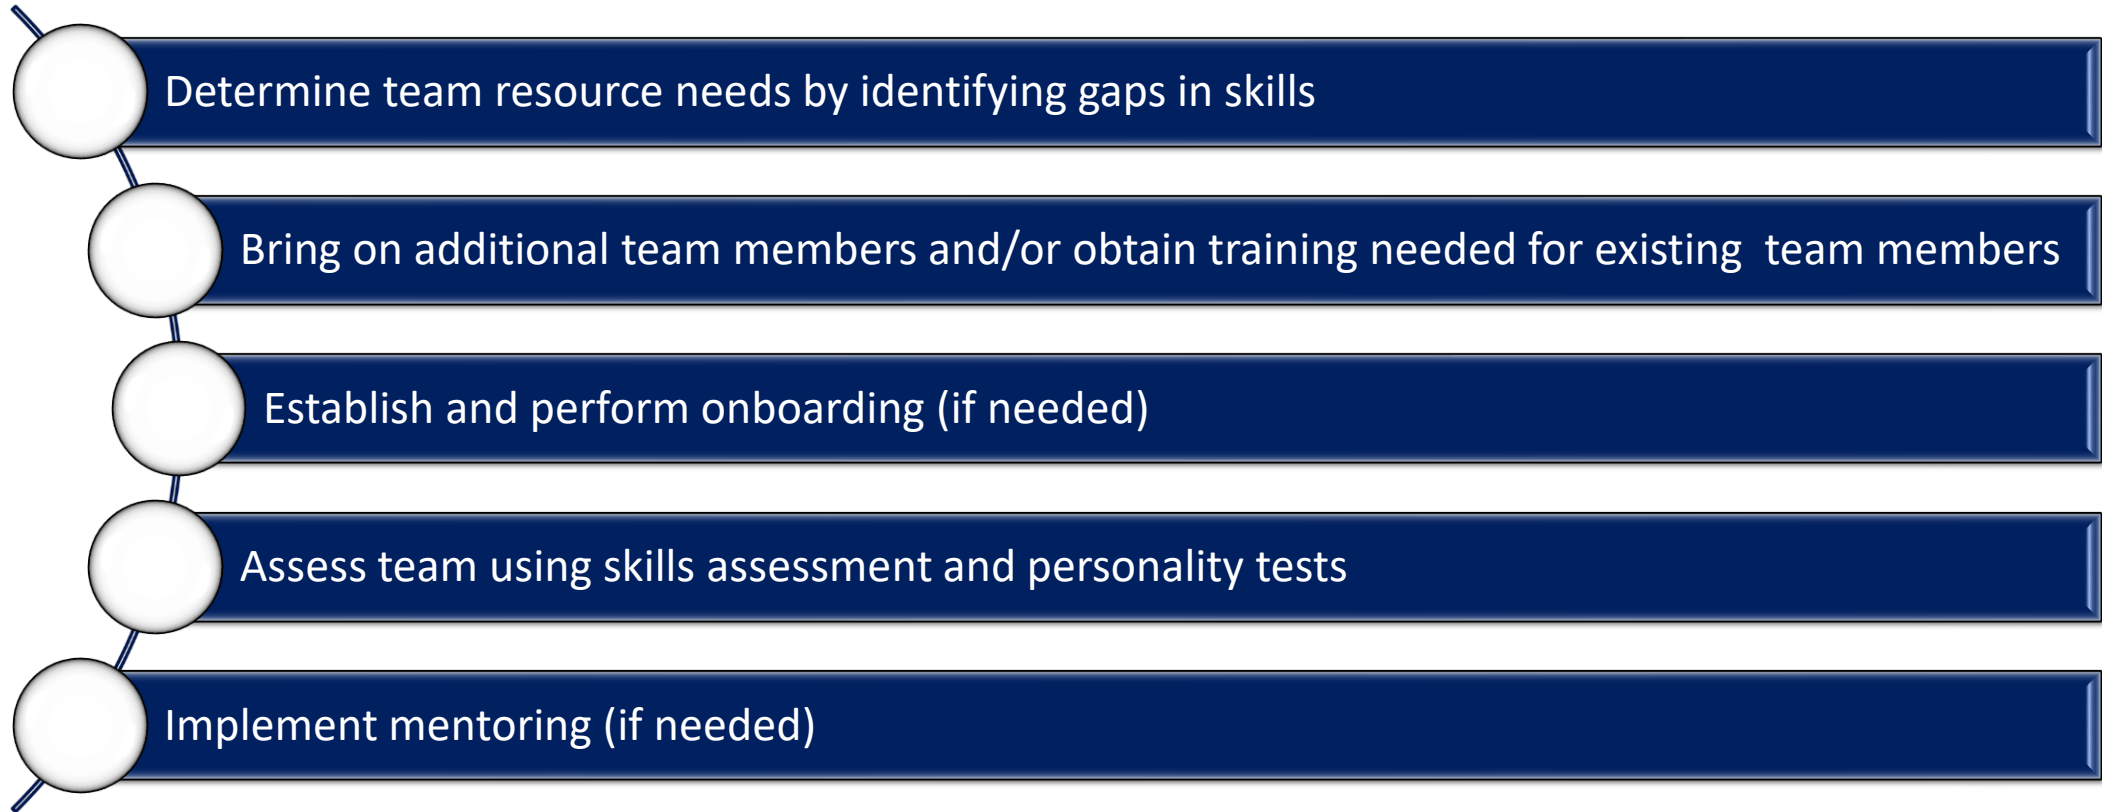 Determine team resource needs by identifying gaps in skills
Bring on additional team members and/or obtain training needed for existing  team members
Establish and perform onboarding (if needed)
Assess team using skills assessment and personality tests
Implement mentoring (if needed)